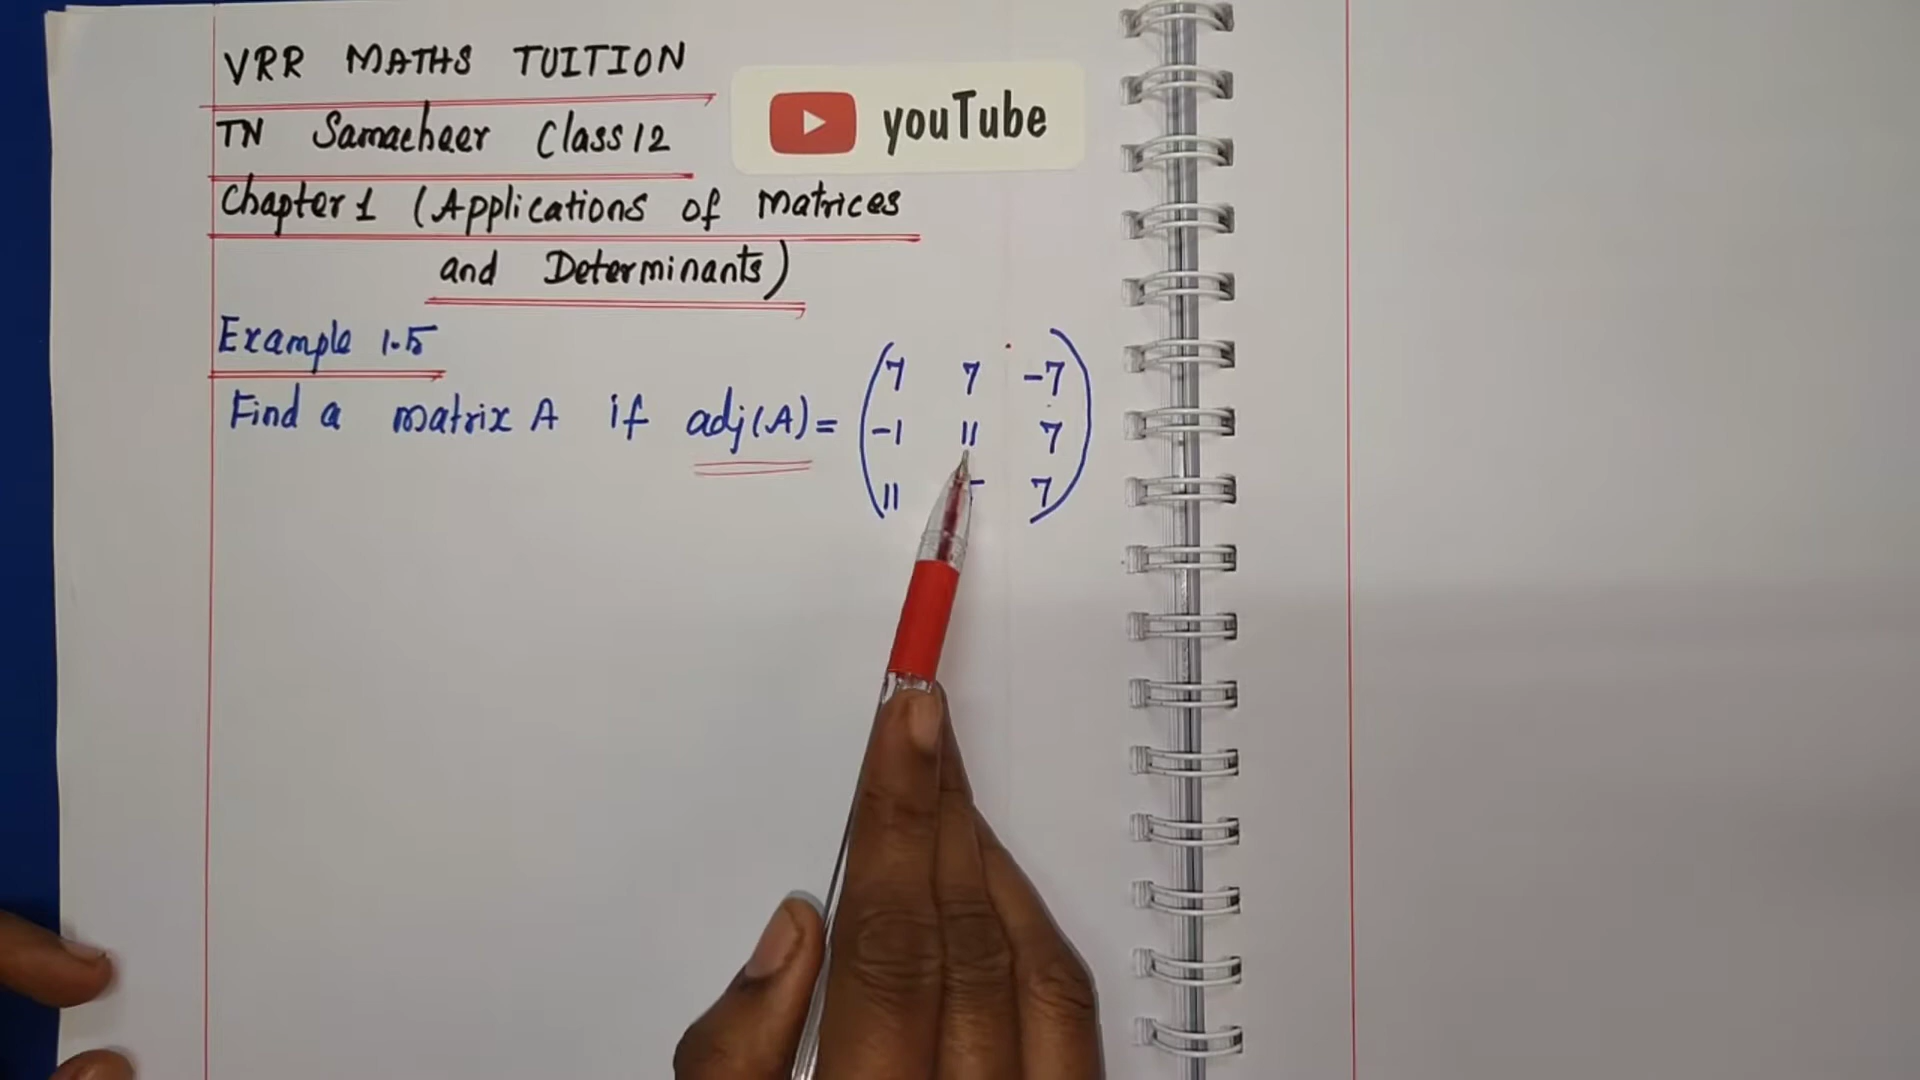 VRR MATHS TUITION
youTube
TN Samacheer Class 12
Chapter 1 (Applications of Matrices
and Determinants)
Example 1.5
Find a matrix A if adj(A) =
7 7 -7
-1 11 7
11 7